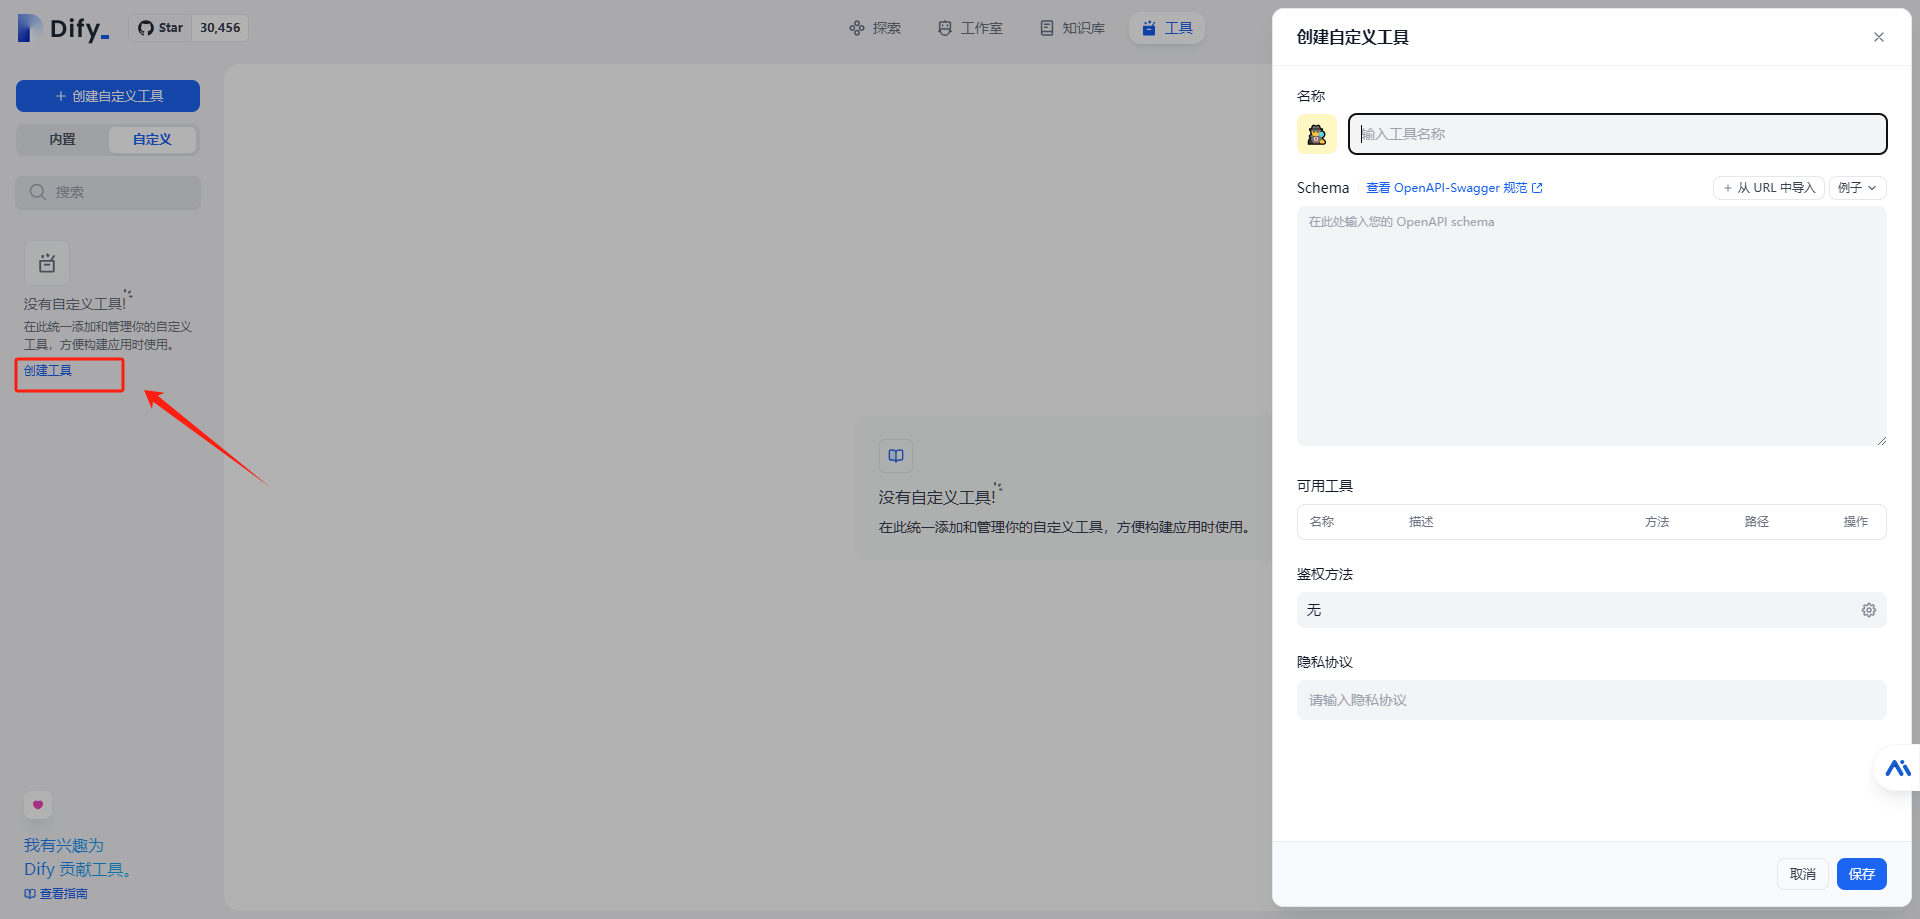 Dify_
Star 30,456
探索
工作室
知识库
工具
+ 创建自定义工具
内置
自定义
搜索
没有自定义工具!
在此统一添加和管理你的自定义
工具，方便构建应用时使用。
创建工具
我有兴趣为
Dify 贡献工具。
查看指南
没有自定义工具!
在此统一添加和管理你的自定义工具，方便构建应用时使用。
创建自定义工具
名称
输入工具名称
Schema 查看 OpenAPI-Swagger 规范
+ 从 URL 中导入
例子
在此处输入您的 OpenAPI schema
可用工具
名称 描述 方法 路径 操作
鉴权方法
无
隐私协议
请输入隐私协议
取消
保存